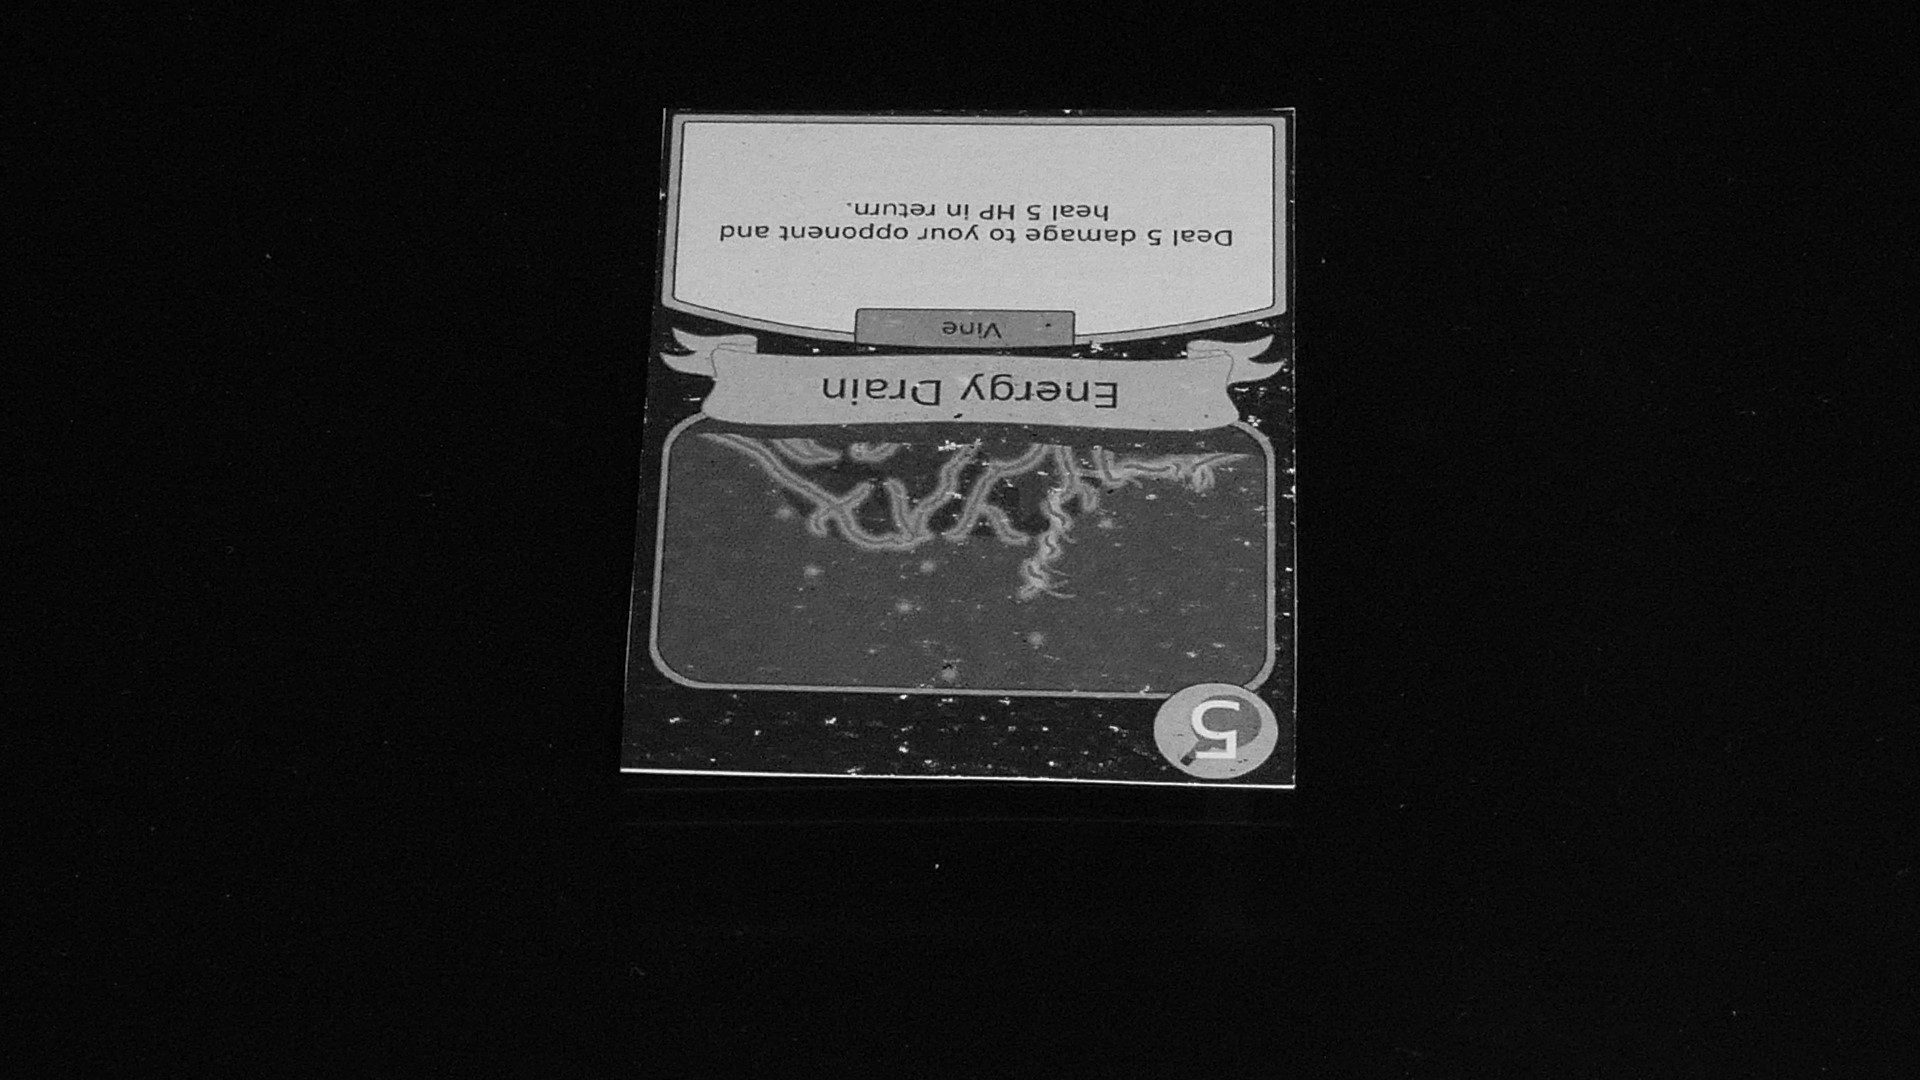 5
Energy Drain
Vine
Deal 5 damage to your opponent and
heal 5 HP in return.